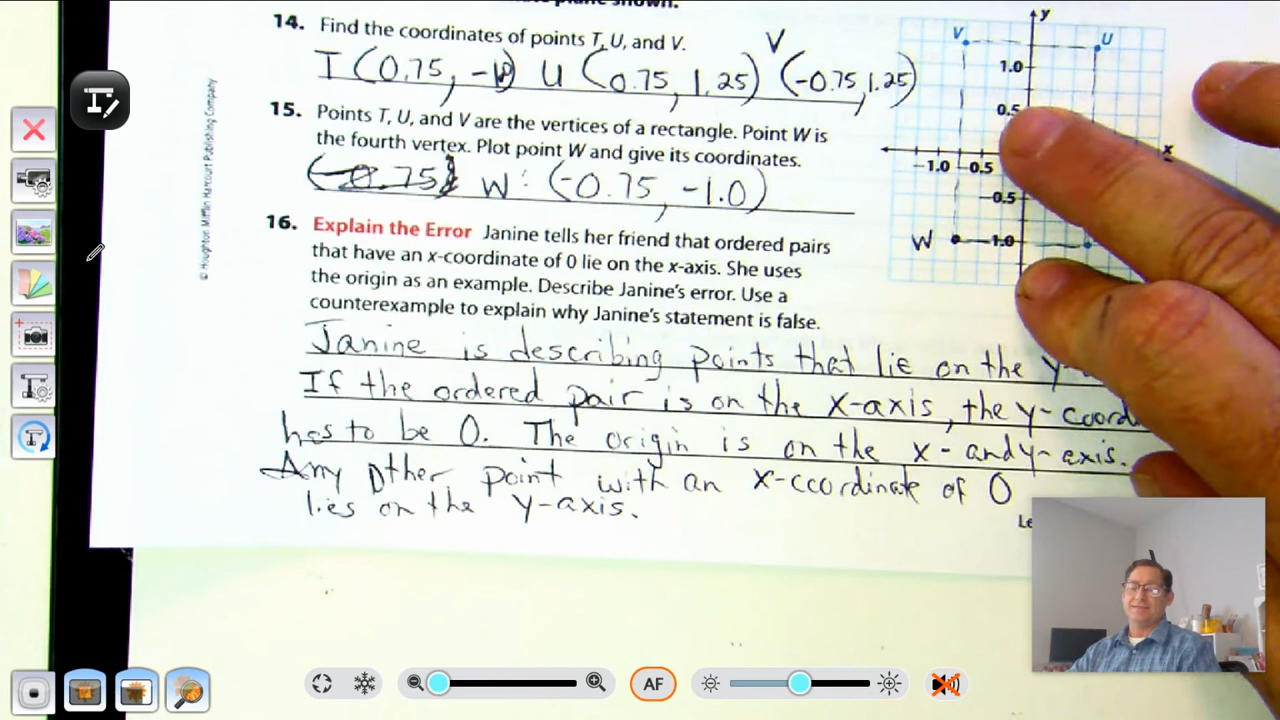 14. Find the coordinates of points T, U, and V.
V
T (0.75, -1.0) U (0.75, 1.25) (-0.75, 1.25)
15. Points T, U, and V are the vertices of a rectangle. Point W is
the fourth vertex. Plot point W and give its coordinates.
W: (-0.75, -1.0)
16. Explain the Error Janine tells her friend that ordered pairs
that have an x-coordinate of 0 lie on the x-axis. She uses
the origin as an example. Describe Janine's error. Use a
counterexample to explain why Janine's statement is false.
Janine is describing points that lie on the y-
If the ordered pair is on the x-axis, the y-coord
has to be 0. The origin is on the x- and y-axis.
Any other point with an x-coordinate of 0
lies on the y-axis.
© Houghton Mifflin Harcourt Publishing Company
y
V U
1.0
0.5
-1.0 -0.5 x
-0.5
W -1.0
Le
AF